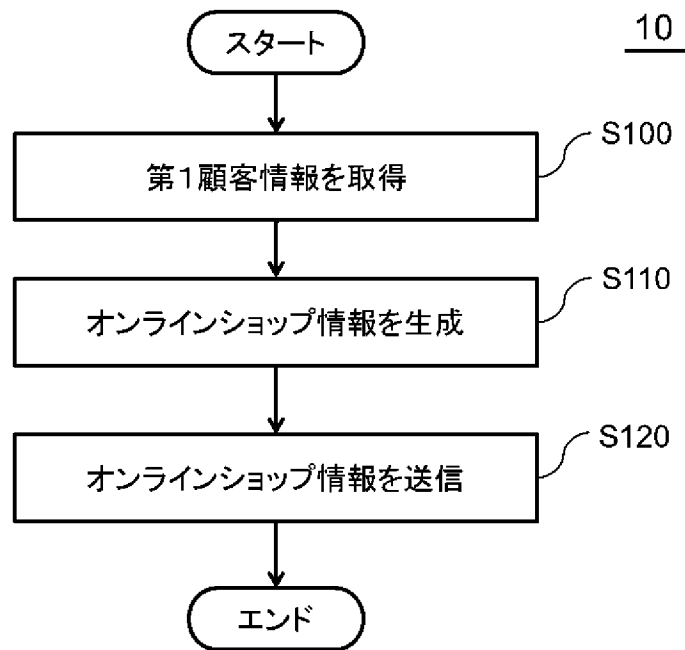 スタート
10
S100
第１顧客情報を取得
S110
オンラインショップ情報を生成
S120
オンラインショップ情報を送信
エンド